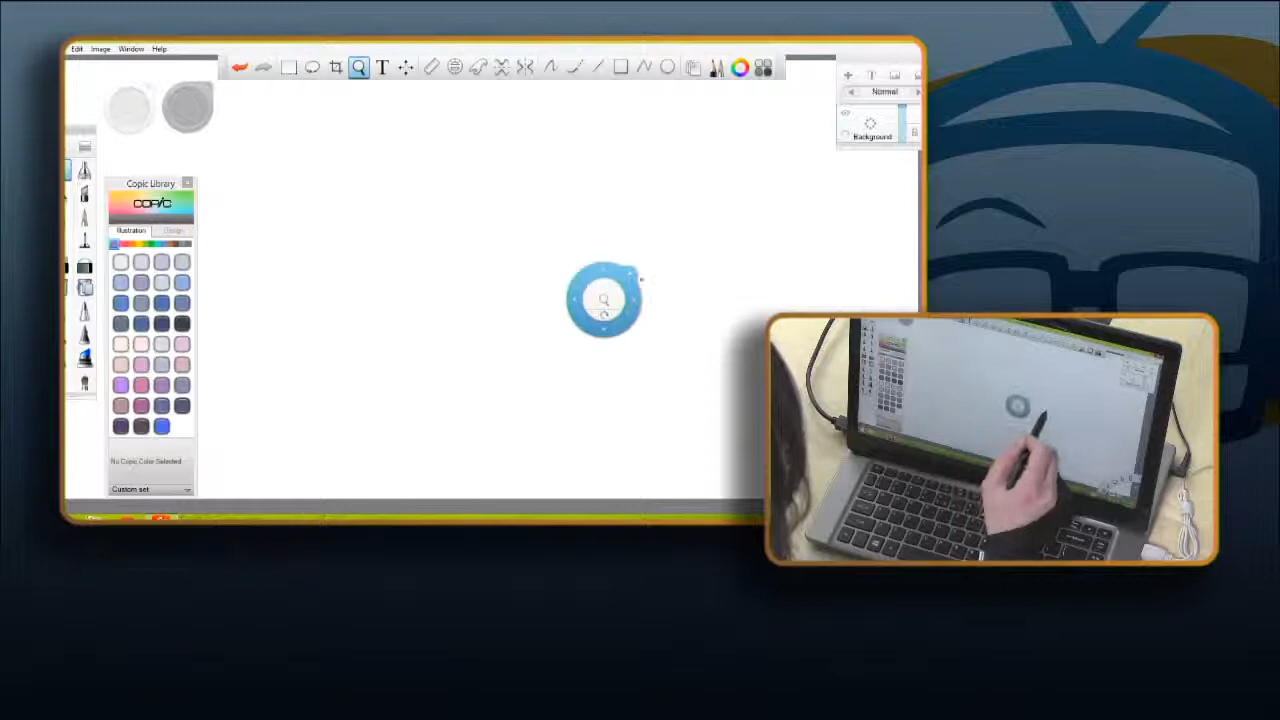 Edit Image Window Help
Normal
Background
Copic Library
COPIC
Illustration Design
No Copic Color Selected
Custom set